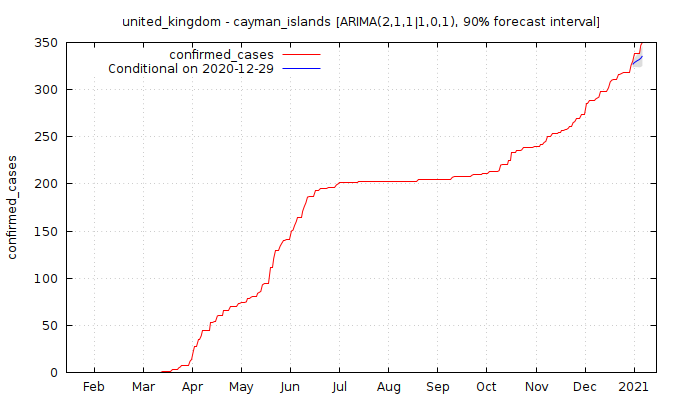 united_kingdom - cayman_islands [ARIMA(2,1,1|1,0,1), 90% forecast interval]
confirmed_cases
Conditional on 2020-12-29
confirmed_cases
350
300
250
200
150
100
50
0
Feb Mar Apr May Jun Jul Aug Sep Oct Nov Dec 2021